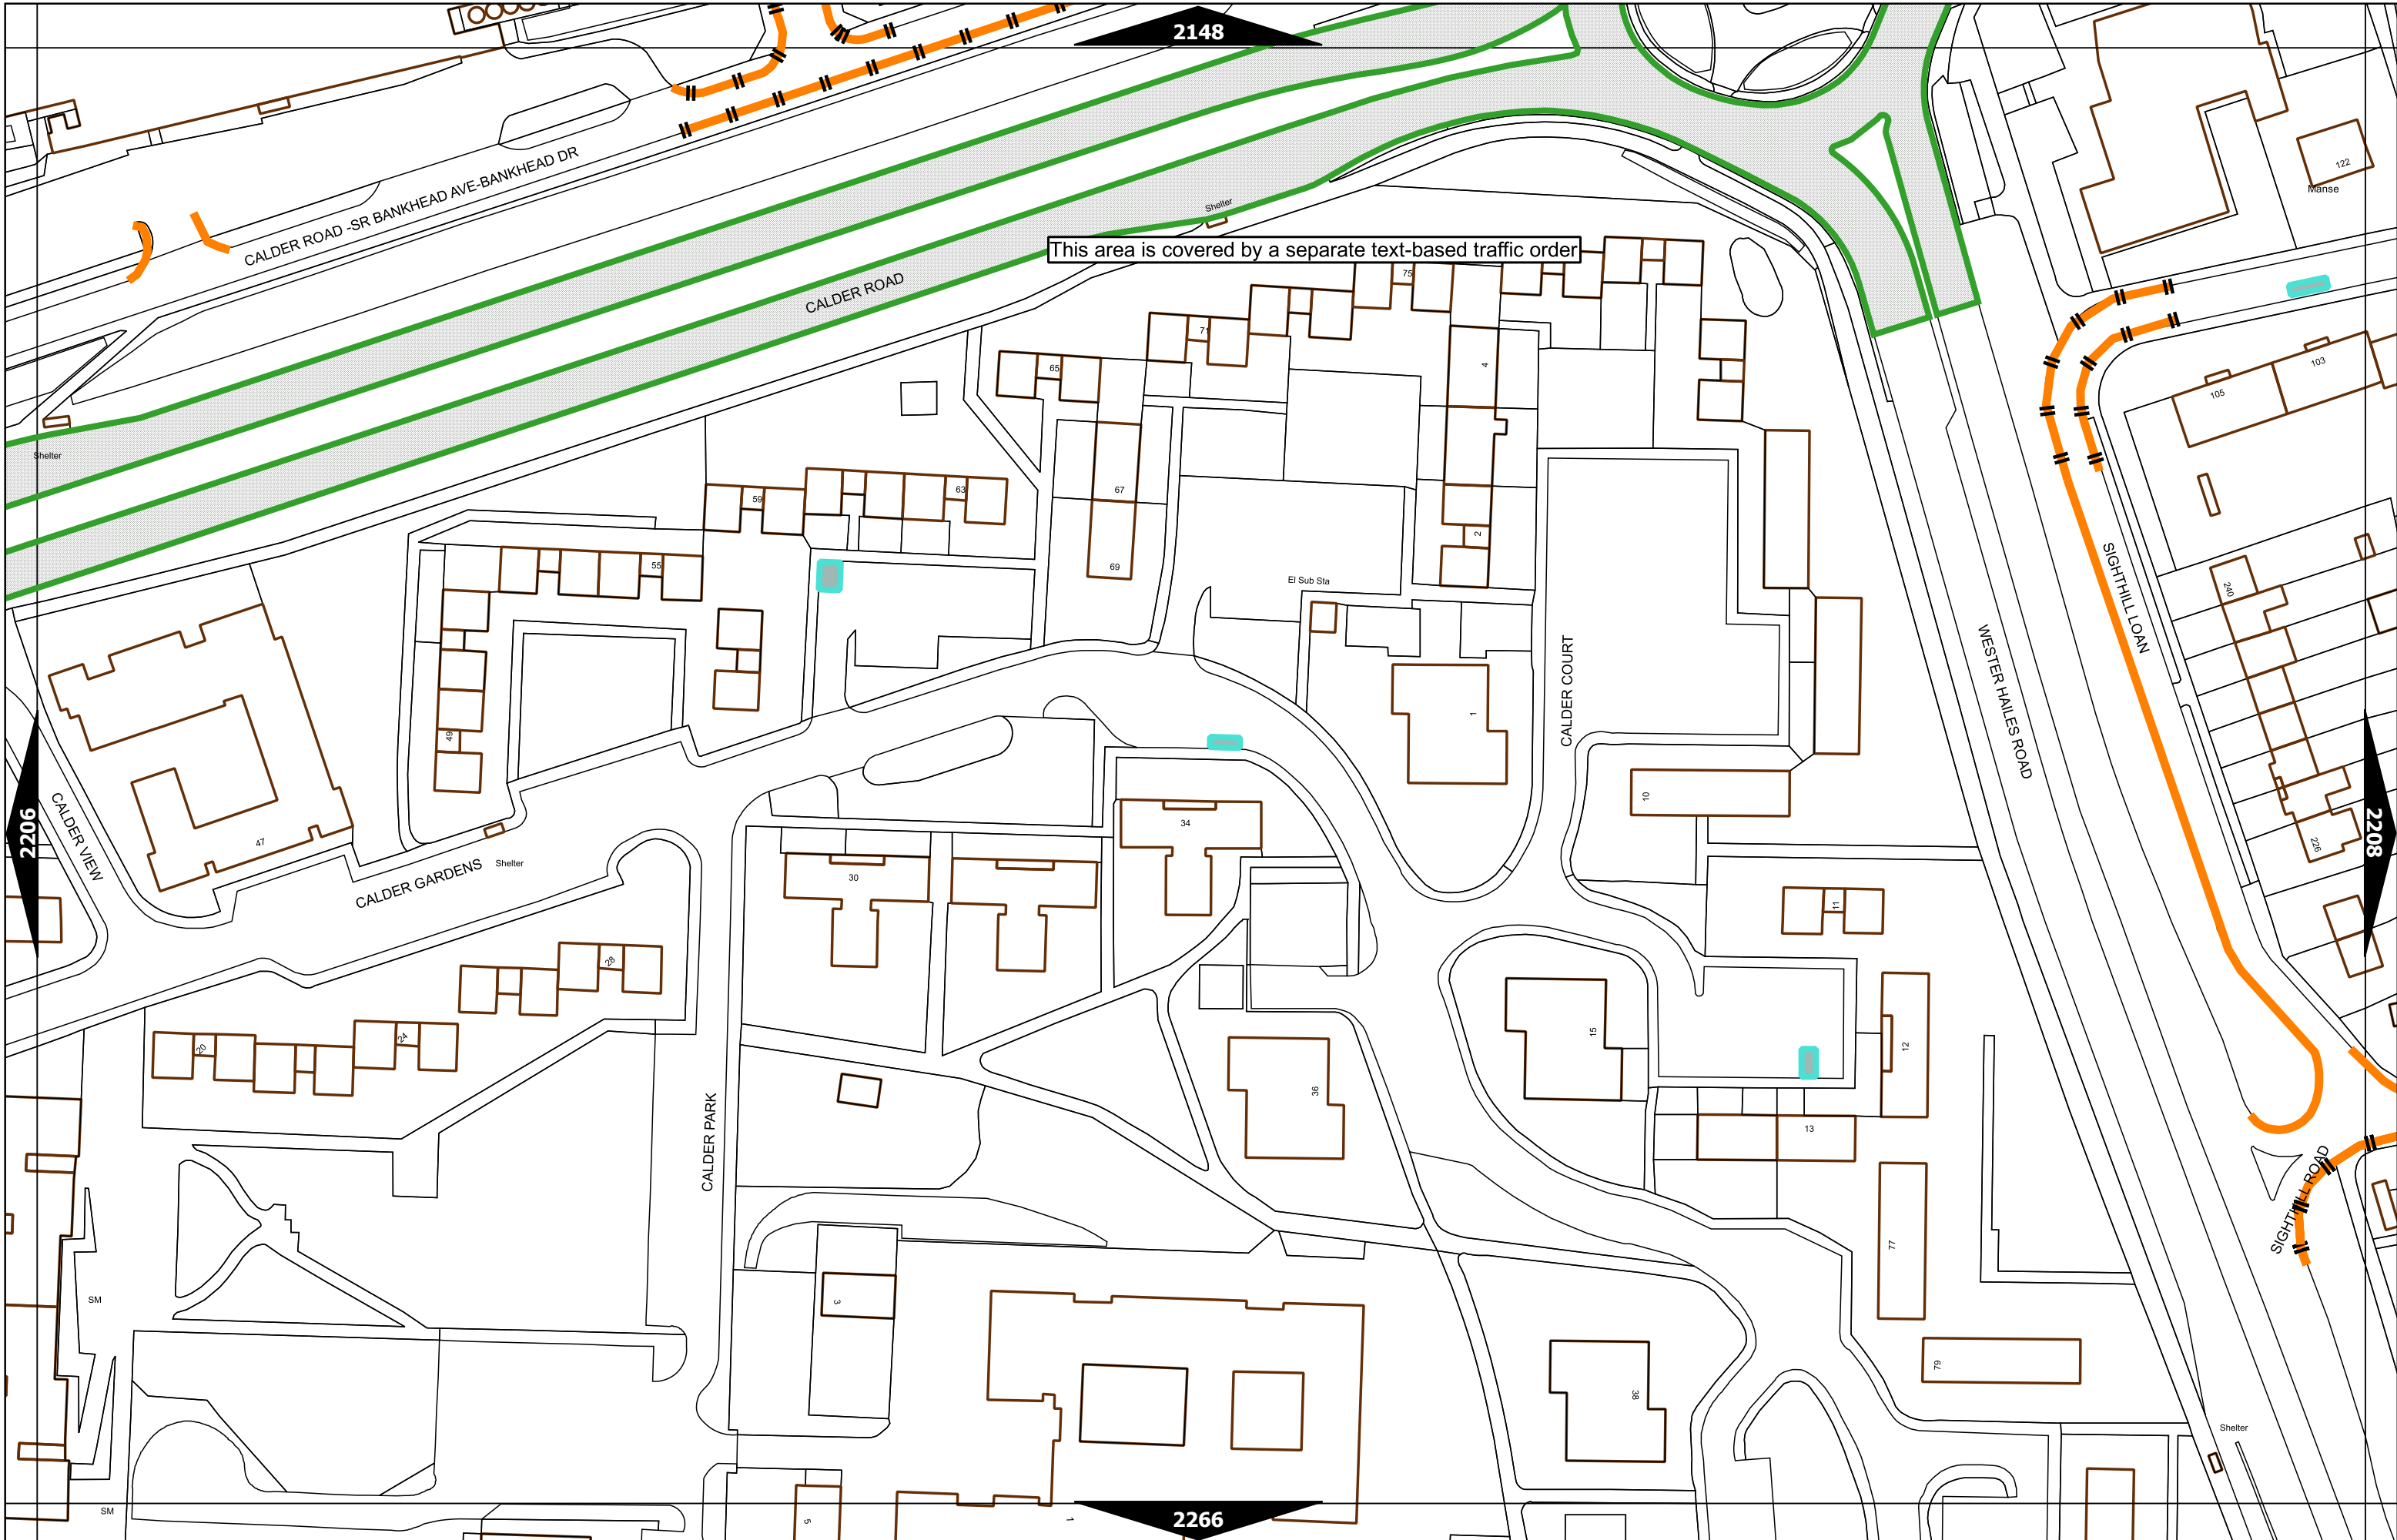 2148
CALDER ROAD -SR BANKHEAD AVE-BANKHEAD DR
122
Manse
Shelter
This area is covered by a separate text-based traffic order
CALDER ROAD
75
71
65
4
103
105
Shelter
59
63
67
2
55
69
El Sub Sta
240
SIGHTHILL LOAN
WESTER HAILES ROAD
CALDER COURT
1
49
10
34
2206
2208
CALDER VIEW
47
226
CALDER GARDENS
Shelter
30
11
28
20
24
15
12
36
13
CALDER PARK
SIGHTHILL ROAD
77
SM
3
79
38
Shelter
SM
5
1
2266